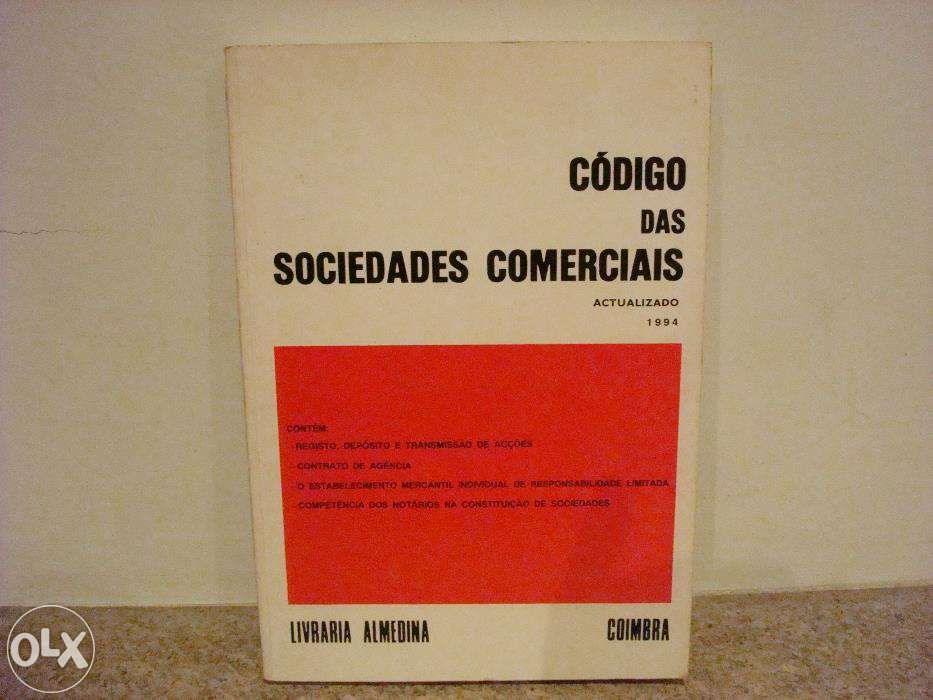 CÓDIGO
DAS
SOCIEDADES COMERCIAIS
ACTUALIZADO
1994
CONTÉM:
-REGISTO, DEPÓSITO E TRANSMISSÃO DE ACÇÕES
-CONTRATO DE AGÊNCIA
-O ESTABELECIMENTO MERCANTIL INDIVIDUAL DE RESPONSABILIDADE LIMITADA
-COMPETÊNCIA DOS NOTÁRIOS NA CONSTITUIÇÃO DE SOCIEDADES
LIVRARIA ALMEDINA COIMBRA
OLX